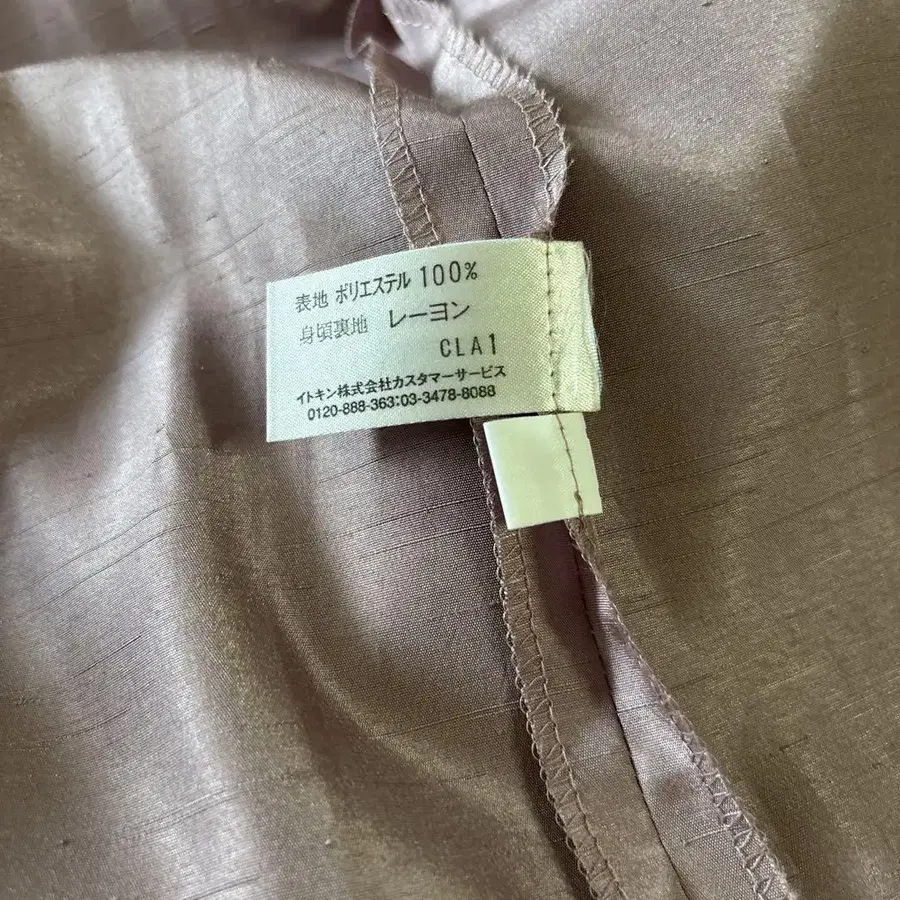 表地 ポリエステル 100%
身頃裏地 レーヨン
CLA1
イトキン株式会社カスタマーサービス
0120-888-363:03-3478-8088